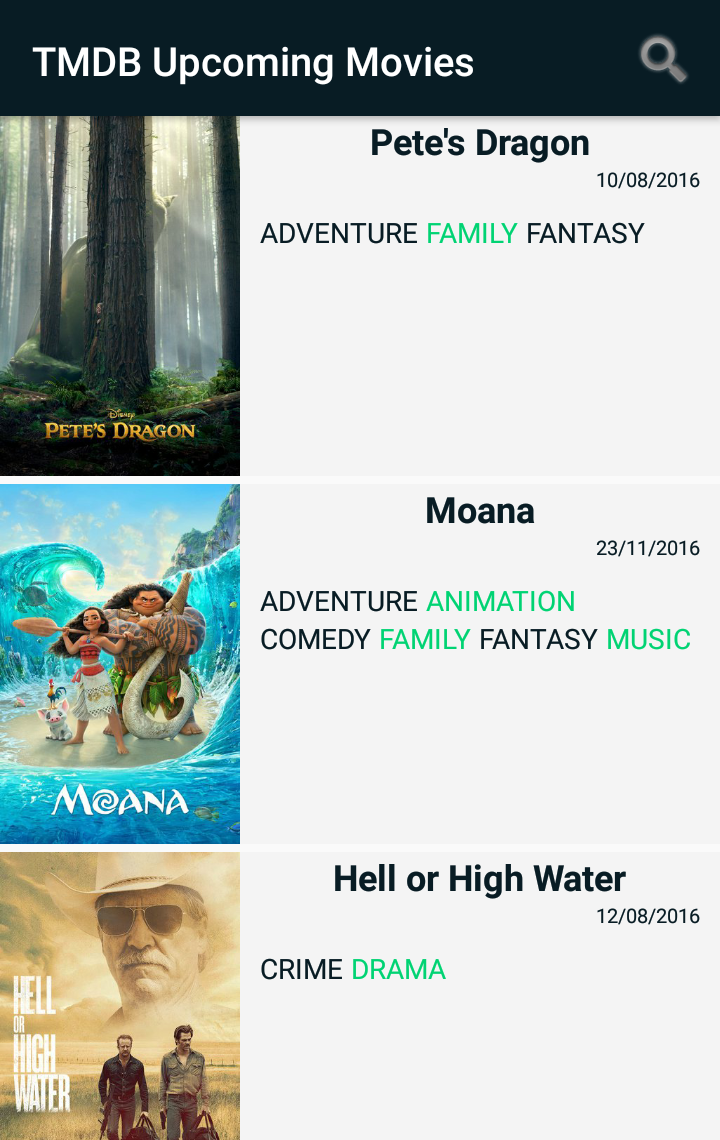 TMDB Upcoming Movies
Pete's Dragon
10/08/2016
ADVENTURE FAMILY FANTASY
Disney
PETE'S DRAGON
Moana
23/11/2016
ADVENTURE ANIMATION
COMEDY FAMILY FANTASY MUSIC
MOANA
Hell or High Water
12/08/2016
CRIME DRAMA
HELL
OR
HIGH
WATER